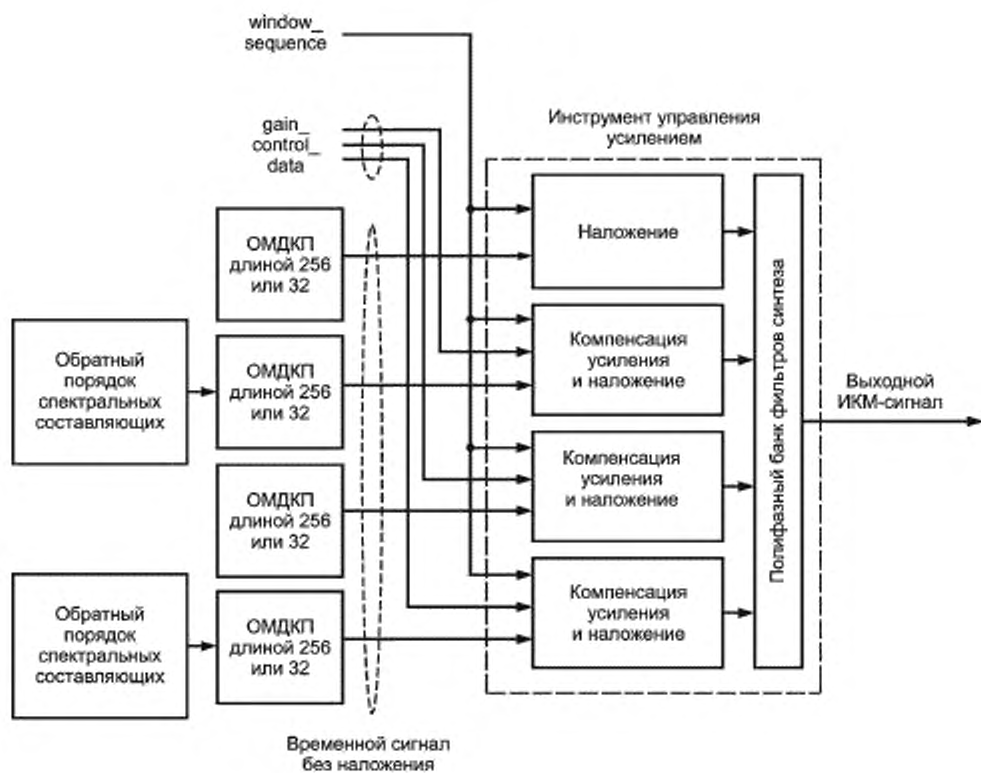 window_
sequence
gain_
control_
data
Инструмент управления
усилением
ОМДКП
длиной 256
или 32
Наложение
Обратный
порядок
спектральных
составляющих
ОМДКП
длиной 256
или 32
Компенсация
усиления
и наложение
Полифазный банк фильтров синтеза
Выходной
ИКМ-сигнал
ОМДКП
длиной 256
или 32
Компенсация
усиления
и наложение
Обратный
порядок
спектральных
составляющих
ОМДКП
длиной 256
или 32
Компенсация
усиления
и наложение
Временной сигнал
без наложения